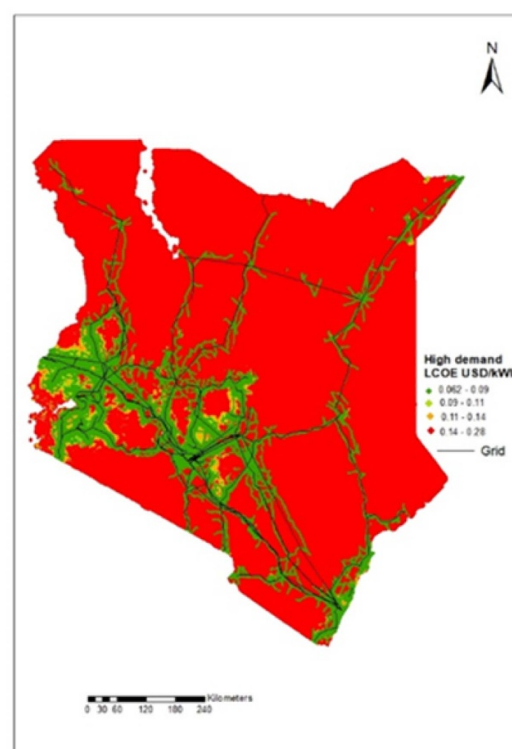 N
High demand
LCOE USD/kWh
0.062 - 0.09
0.09 - 0.11
0.11 - 0.14
0.14 - 0.28
Grid
Kilometers
0 30 60 120 180 240